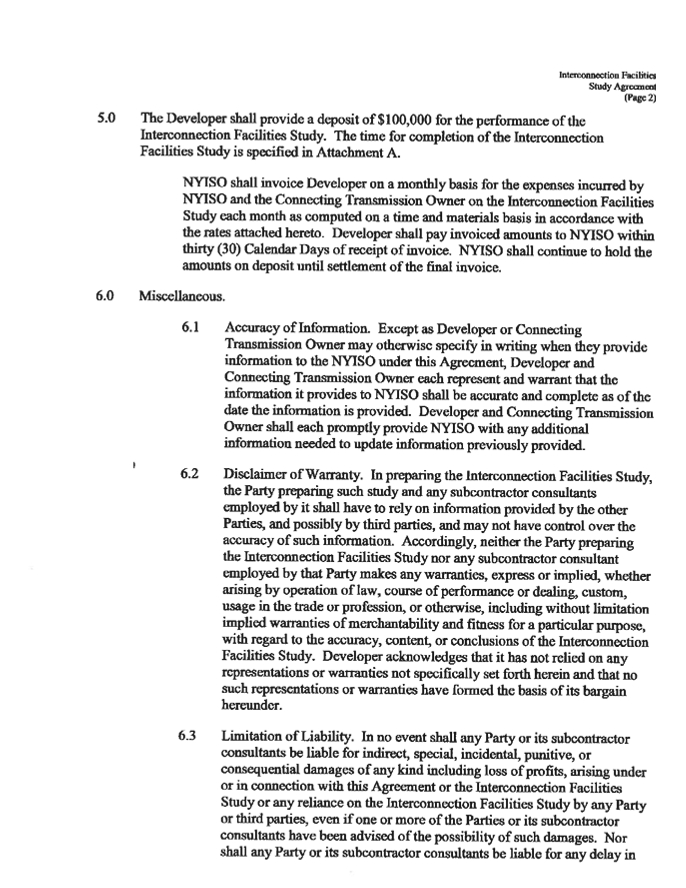 Interconnection Facilities
Study Agreement
(Page 2)
5.0 The Developer shall provide a deposit of $100,000 for the performance of the
Interconnection Facilities Study. The time for completion of the Interconnection
Facilities Study is specified in Attachment A.
NYISO shall invoice Developer on a monthly basis for the expenses incurred by
NYISO and the Connecting Transmission Owner on the Interconnection Facilities
Study each month as computed on a time and materials basis in accordance with
the rates attached hereto. Developer shall pay invoiced amounts to NYISO within
thirty (30) Calendar Days of receipt of invoice. NYISO shall continue to hold the
amounts on deposit until settlement of the final invoice.
6.0 Miscellaneous.
6.1 Accuracy of Information. Except as Developer or Connecting
Transmission Owner may otherwise specify in writing when they provide
information to the NYISO under this Agreement, Developer and
Connecting Transmission Owner each represent and warrant that the
information it provides to NYISO shall be accurate and complete as of the
date the information is provided. Developer and Connecting Transmission
Owner shall each promptly provide NYISO with any additional
information needed to update information previously provided.
6.2 Disclaimer of Warranty. In preparing the Interconnection Facilities Study,
the Party preparing such study and any subcontractor consultants
employed by it shall have to rely on information provided by the other
Parties, and possibly by third parties, and may not have control over the
accuracy of such information. Accordingly, neither the Party preparing
the Interconnection Facilities Study nor any subcontractor consultant
employed by that Party makes any warranties, express or implied, whether
arising by operation of law, course of performance or dealing, custom,
usage in the trade or profession, or otherwise, including without limitation
implied warranties of merchantability and fitness for a particular purpose,
with regard to the accuracy, content, or conclusions of the Interconnection
Facilities Study. Developer acknowledges that it has not relied on any
representations or warranties not specifically set forth herein and that no
such representations or warranties have formed the basis of its bargain
hereunder.
6.3 Limitation of Liability. In no event shall any Party or its subcontractor
consultants be liable for indirect, special, incidental, punitive, or
consequential damages of any kind including loss of profits, arising under
or in connection with this Agreement or the Interconnection Facilities
Study or any reliance on the Interconnection Facilities Study by any Party
or third parties, even if one or more of the Parties or its subcontractor
consultants have been advised of the possibility of such damages. Nor
shall any Party or its subcontractor consultants be liable for any delay in